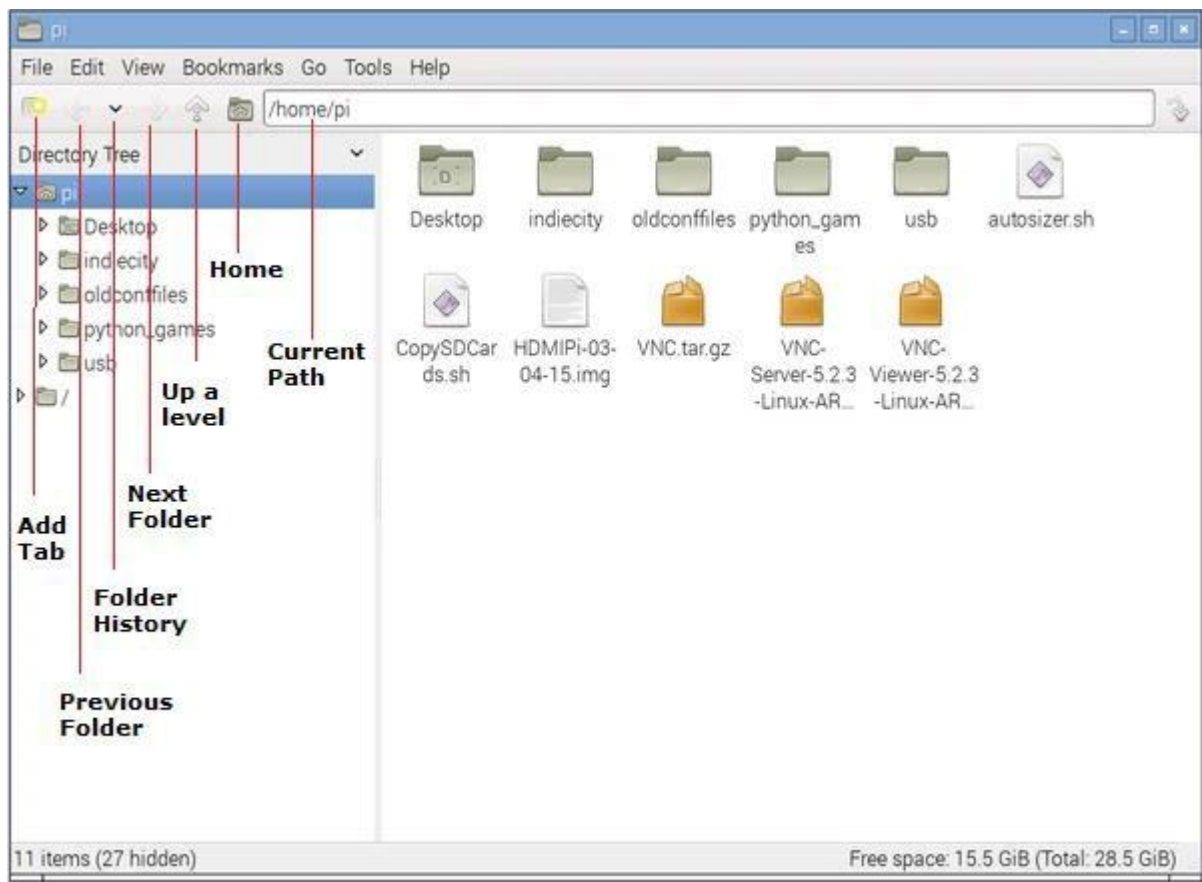 pi
File Edit View Bookmarks Go Tools Help
/home/pi
Directory Tree
pi
Desktop
indiecity
oldconffiles
python_games
usb
/
Home
Current
Path
Up a
level
Next
Folder
Add
Tab
Folder
History
Previous
Folder
Desktop indiecity oldconffiles python_gam usb autosizer.sh
es
CopySDCar HDMIPi-03- VNC.tar.gz VNC- VNC-
ds.sh 04-15.img Server-5.2.3 Viewer-5.2.3
-Linux-AR... -Linux-AR...
11 items (27 hidden) Free space: 15.5 GiB (Total: 28.5 GiB)